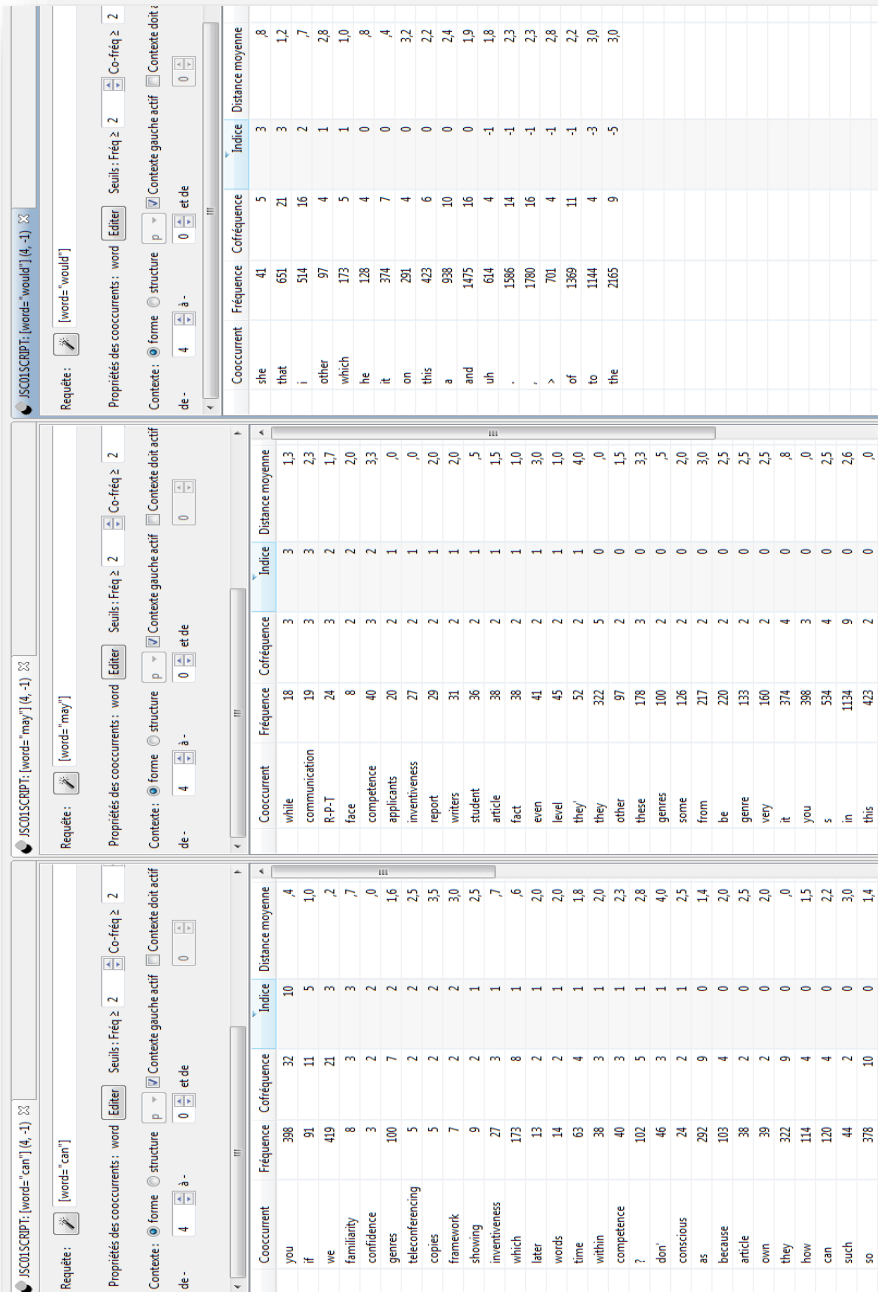 JSC01SCRIPT: [word="can"] (4, -1)
Requête : [word="can"]
Propriétés des cooccurrents : word Editer Seuils : Fréq ≥ 2 Co-fréq ≥ 2
Contexte : forme structure p Contexte gauche actif Contexte doit actif
de - 4 à - 0 et de 0
Cooccurrent Fréquence Cofréquence Indice Distance moyenne
you 398 32 10 ,4
if 91 11 5 1,0
we 419 21 3 ,2
familiarity 8 3 3 ,7
confidence 3 2 2 ,0
genres 100 7 2 1,6
teleconferencing 5 2 2 2,5
copies 5 2 2 3,5
framework 7 2 2 3,0
showing 9 2 1 2,5
inventiveness 27 3 1 ,7
which 173 8 1 ,6
later 13 2 1 2,0
words 14 2 1 2,0
time 63 4 1 1,8
within 38 3 1 2,0
competence 40 3 1 2,3
? 102 5 1 2,8
don' 46 3 1 4,0
conscious 24 2 1 2,5
as 292 9 0 1,4
because 103 4 0 2,0
article 38 2 0 2,5
own 39 2 0 2,0
they 322 9 0 ,0
how 114 4 0 1,5
can 120 4 0 2,2
such 44 2 0 3,0
so 378 10 0 1,4
JSC01SCRIPT: [word="may"] (4, -1)
Requête : [word="may"]
Propriétés des cooccurrents : word Editer Seuils : Fréq ≥ 2 Co-fréq ≥ 2
Contexte : forme structure p Contexte gauche actif Contexte doit actif
de - 4 à - 0 et de 0
Cooccurrent Fréquence Cofréquence Indice Distance moyenne
while 18 3 3 1,3
communication 19 3 3 2,3
R-P-T 24 3 2 1,7
face 8 2 2 2,0
competence 40 3 2 3,3
applicants 20 2 1 ,0
inventiveness 27 2 1 ,0
report 29 2 1 2,0
writers 31 2 1 2,0
student 36 2 1 ,5
article 38 2 1 1,5
fact 38 2 1 1,0
even 41 2 1 3,0
level 45 2 1 1,0
they' 52 2 1 4,0
they 322 5 0 ,0
other 97 2 0 1,5
these 178 3 0 3,3
genres 100 2 0 ,5
some 126 2 0 2,0
from 217 2 0 3,0
be 220 2 0 2,5
genre 133 2 0 2,5
very 160 2 0 2,5
it 374 4 0 ,8
you 398 3 0 ,0
s 534 4 0 2,5
in 1134 9 0 2,6
this 423 2 0 ,0
JSC01SCRIPT: [word="would"] (4, -1)
Requête : [word="would"]
Propriétés des cooccurrents : word Editer Seuils : Fréq ≥ 2 Co-fréq ≥ 2
Contexte : forme structure p Contexte gauche actif Contexte doit a
de - 4 à - 0 et de 0
Cooccurrent Fréquence Cofréquence Indice Distance moyenne
she 41 5 3 ,8
that 651 21 3 1,2
i 514 16 2 ,7
other 97 4 1 2,8
which 173 5 1 1,0
he 128 4 0 ,8
it 374 7 0 ,4
on 291 4 0 3,2
this 423 6 0 2,2
a 938 10 0 2,4
and 1475 16 0 1,9
uh 614 4 -1 1,8
. 1586 14 -1 2,3
, 1780 16 -1 2,3
> 701 4 -1 2,8
of 1369 11 -1 2,2
to 1144 4 -3 3,0
the 2165 9 -5 3,0